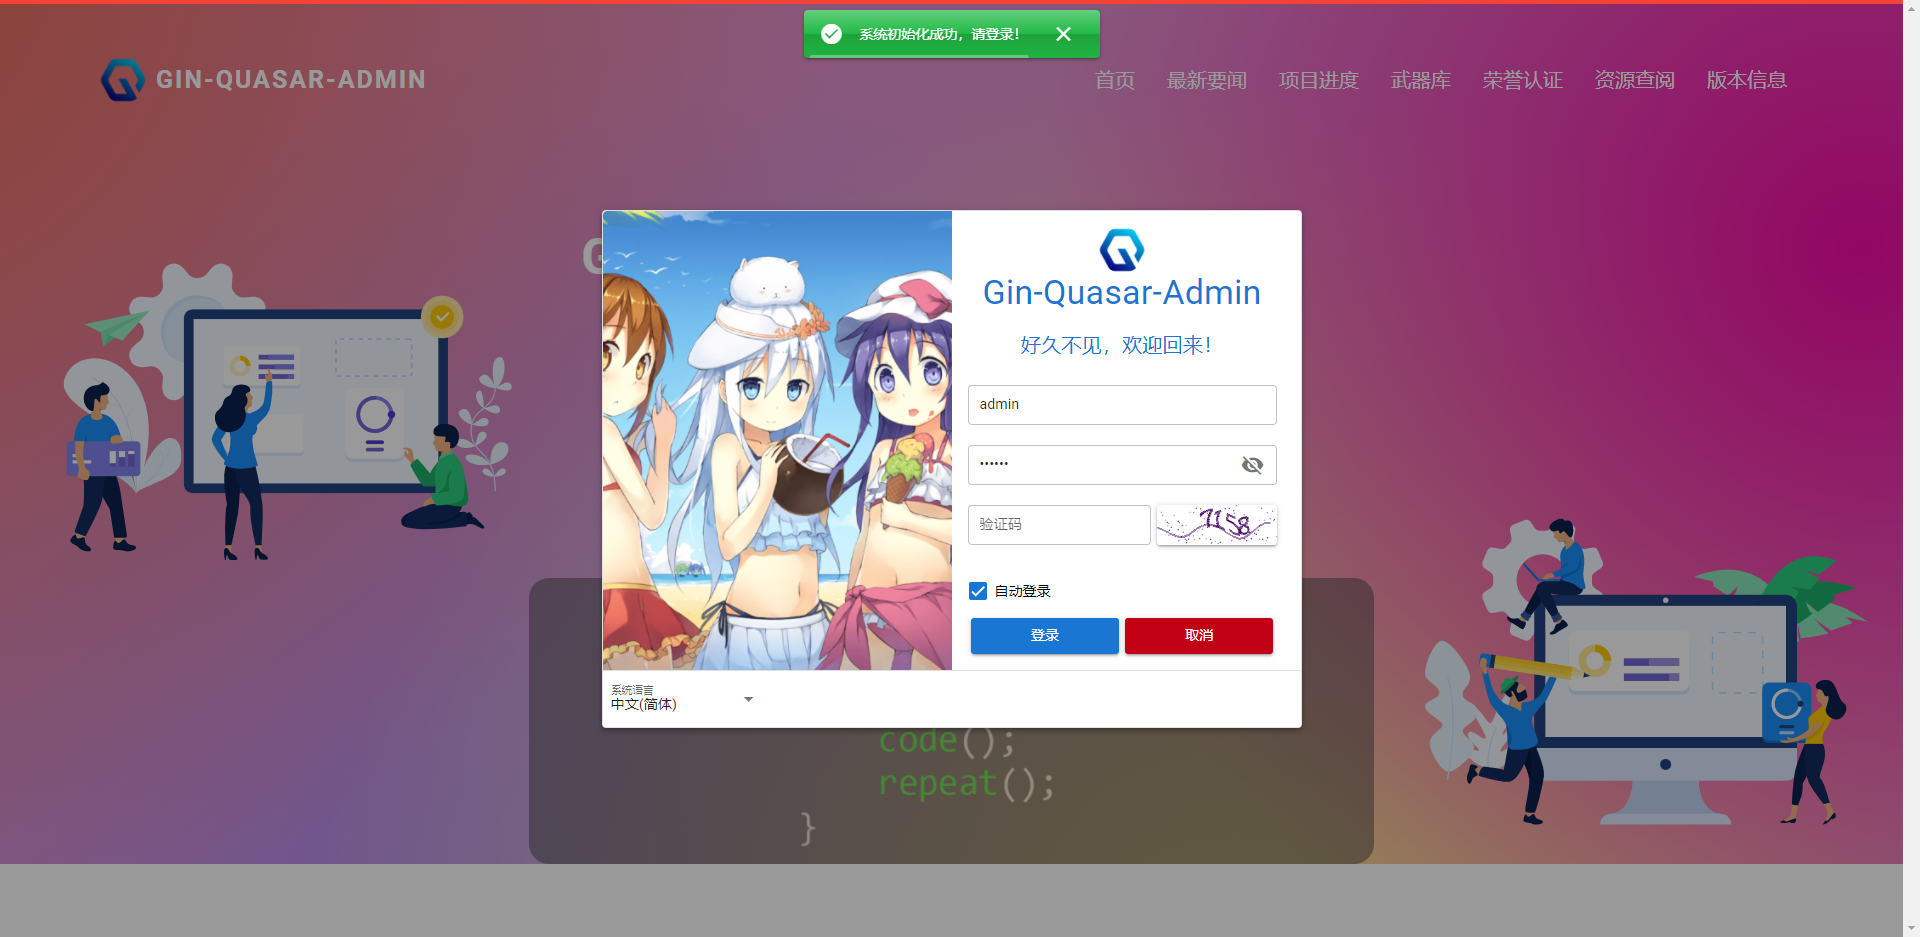 系统初始化成功，请登录！
GIN-QUASAR-ADMIN
首页 最新要闻 项目进度 武器库 荣誉认证 资源查阅 版本信息
G
Gin-Quasar-Admin
好久不见，欢迎回来！
admin
••••••
验证码 7158
自动登录
登录 取消
系统语言
中文(简体)
code();
repeat();
}